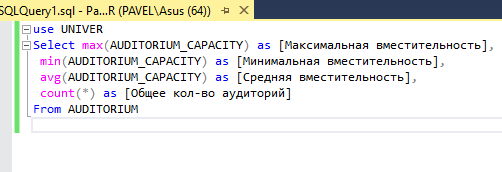 SQLQuery1.sql - Pa...R (PAVEL\Asus (64))
use UNIVER
Select max(AUDITORIUM_CAPACITY) as [Максимальная вместительность],
min(AUDITORIUM_CAPACITY) as [Минимальная вместительность],
avg(AUDITORIUM_CAPACITY) as [Средняя вместительность],
count(*) as [Общее кол-во аудиторий]
From AUDITORIUM